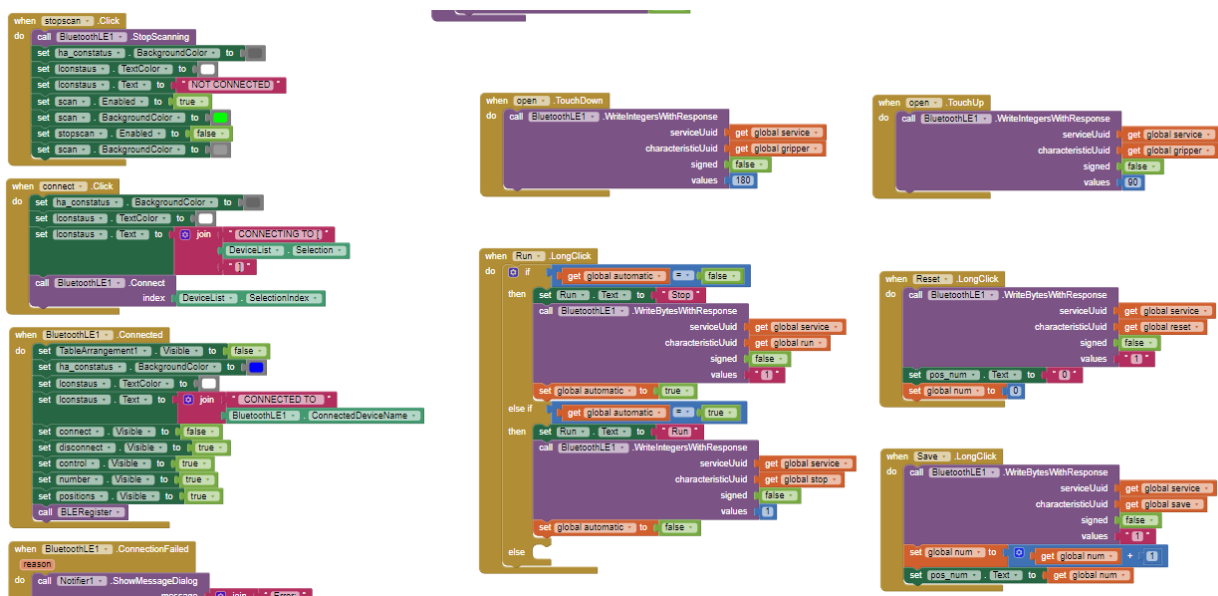 when stopscan .Click
do call BluetoothLE1 .StopScanning
set ha_constatus . BackgroundColor to
set lconstaus . TextColor to
set lconstaus . Text to " NOT CONNECTED "
set scan . Enabled to true
set scan . BackgroundColor to
set stopscan . Enabled to false
set scan . BackgroundColor to
when connect .Click
do set ha_constatus . BackgroundColor to
set lconstaus . TextColor to
set lconstaus . Text to join " CONNECTING TO [ "
DeviceList . Selection
" ] "
call BluetoothLE1 .Connect
index DeviceList . SelectionIndex
when BluetoothLE1 .Connected
do set TableArrangement1 . Visible to false
set ha_constatus . BackgroundColor to
set lconstaus . TextColor to
set lconstaus . Text to join " CONNECTED TO "
BluetoothLE1 . ConnectedDeviceName
set connect . Visible to false
set disconnect . Visible to true
set control . Visible to true
set number . Visible to true
set positions . Visible to true
call BLERegister
when BluetoothLE1 .ConnectionFailed
reason
do call Notifier1 .ShowMessageDialog
message join " Error: "
when open .TouchDown
do call BluetoothLE1 .WriteIntegersWithResponse
serviceUuid get global service
characteristicUuid get global gripper
signed false
values 180
when open .TouchUp
do call BluetoothLE1 .WriteIntegersWithResponse
serviceUuid get global service
characteristicUuid get global gripper
signed false
values 90
when Run .LongClick
do if get global automatic = false
then set Run . Text to " Stop "
call BluetoothLE1 .WriteBytesWithResponse
serviceUuid get global service
characteristicUuid get global run
signed false
values " 1 "
set global automatic to true
else if get global automatic = true
then set Run . Text to " Run "
call BluetoothLE1 .WriteIntegersWithResponse
serviceUuid get global service
characteristicUuid get global stop
signed false
values 1
set global automatic to false
else
when Reset .LongClick
do call BluetoothLE1 .WriteBytesWithResponse
serviceUuid get global service
characteristicUuid get global reset
signed false
values " 1 "
set pos_num . Text to " 0 "
set global num to 0
when Save .LongClick
do call BluetoothLE1 .WriteBytesWithResponse
serviceUuid get global service
characteristicUuid get global save
signed false
values " 1 "
set global num to get global num + 1
set pos_num . Text to get global num